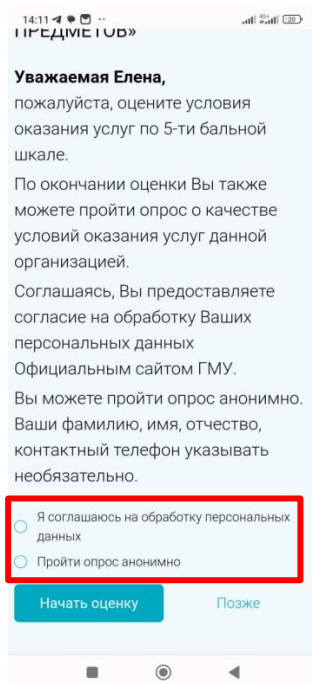 14:11
20
ПРЕДМЕТОВ»
Уважаемая Елена,
пожалуйста, оцените условия
оказания услуг по 5-ти бальной
шкале.
По окончании оценки Вы также
можете пройти опрос о качестве
условий оказания услуг данной
организацией.
Соглашаясь, Вы предоставляете
согласие на обработку Ваших
персональных данных
Официальным сайтом ГМУ.
Вы можете пройти опрос анонимно.
Ваши фамилию, имя, отчество,
контактный телефон указывать
необязательно.
Я соглашаюсь на обработку персональных
данных
Пройти опрос анонимно
Начать оценку
Позже